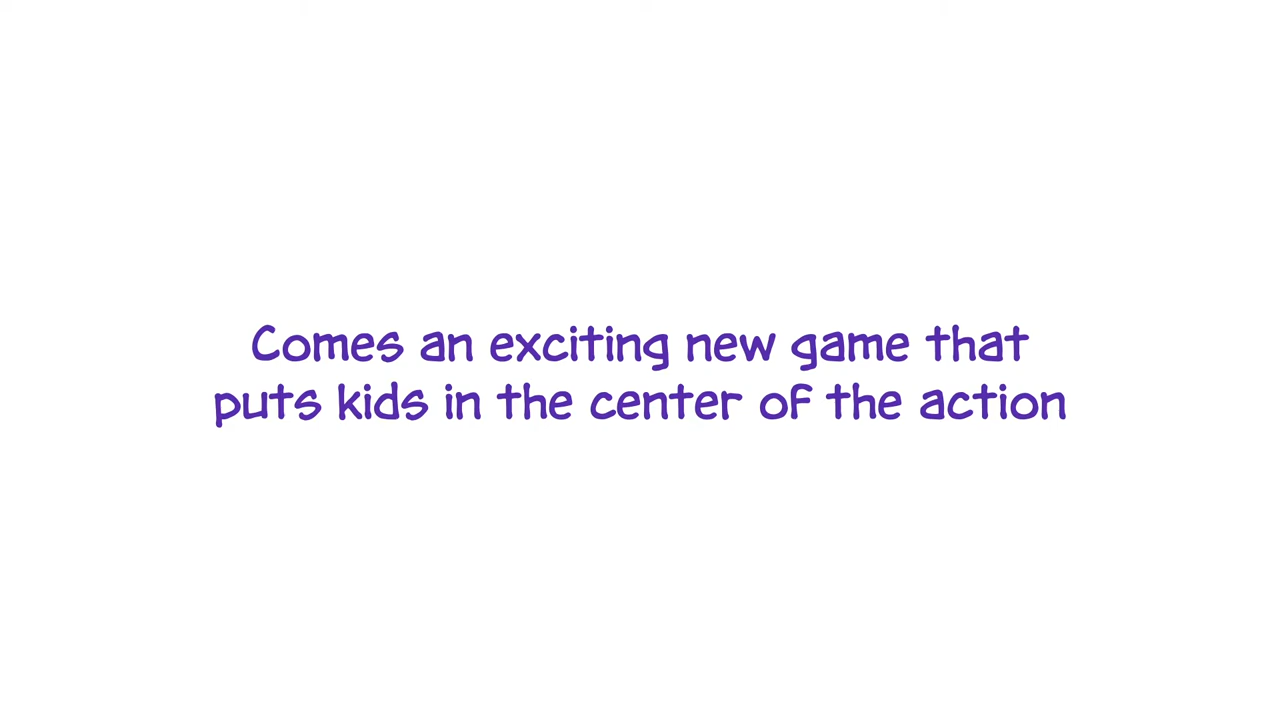 Comes an exciting new game that
puts kids in the center of the action